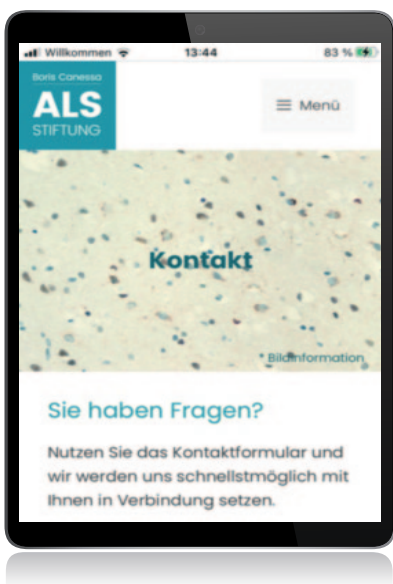 Willkommen 13:44 83 %
Boris Canessa
ALS
STIFTUNG
Menü
Kontakt
* Bildinformation
Sie haben Fragen?
Nutzen Sie das Kontaktformular und
wir werden uns schnellstmöglich mit
Ihnen in Verbindung setzen.